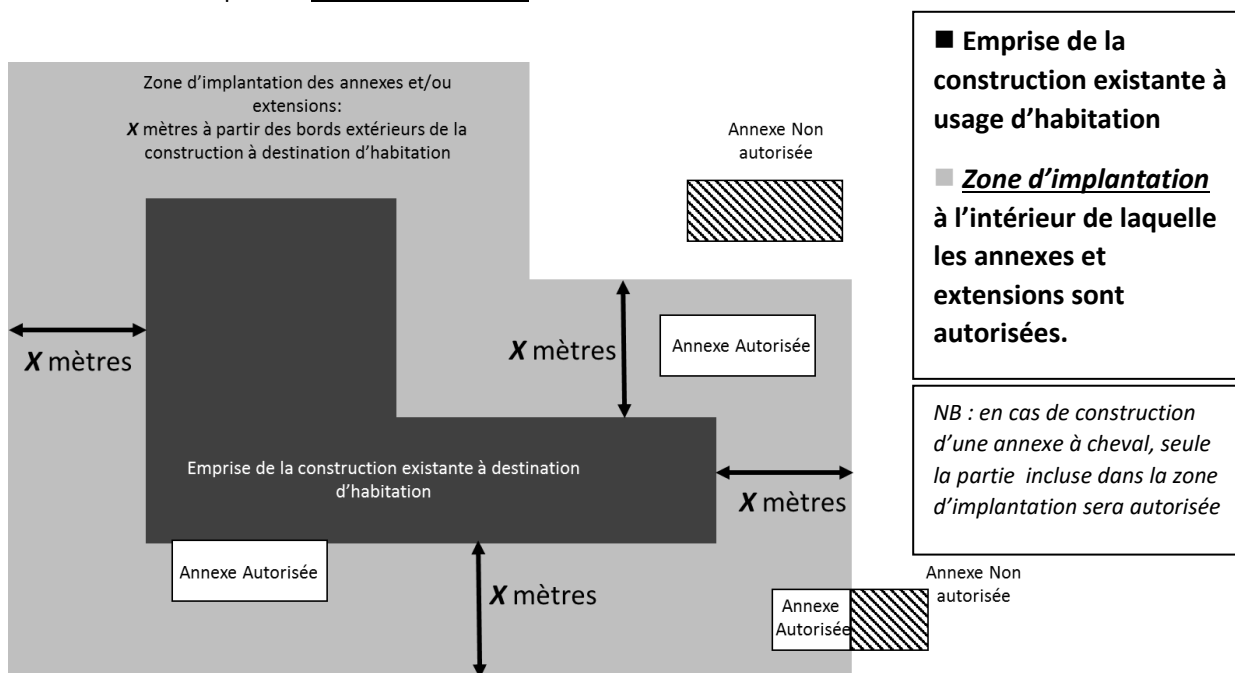 Zone d’implantation des annexes et/ou
extensions:
X mètres à partir des bords extérieurs de la
construction à destination d’habitation
Annexe Non
autorisée
X mètres
X mètres
Annexe Autorisée
Emprise de la construction existante à destination
d’habitation
X mètres
Annexe Autorisée
X mètres
Annexe
Autorisée
Annexe Non
autorisée
■ Emprise de la
construction existante à
usage d’habitation
■ Zone d’implantation
à l’intérieur de laquelle
les annexes et
extensions sont
autorisées.
NB : en cas de construction
d’une annexe à cheval, seule
la partie incluse dans la zone
d’implantation sera autorisée